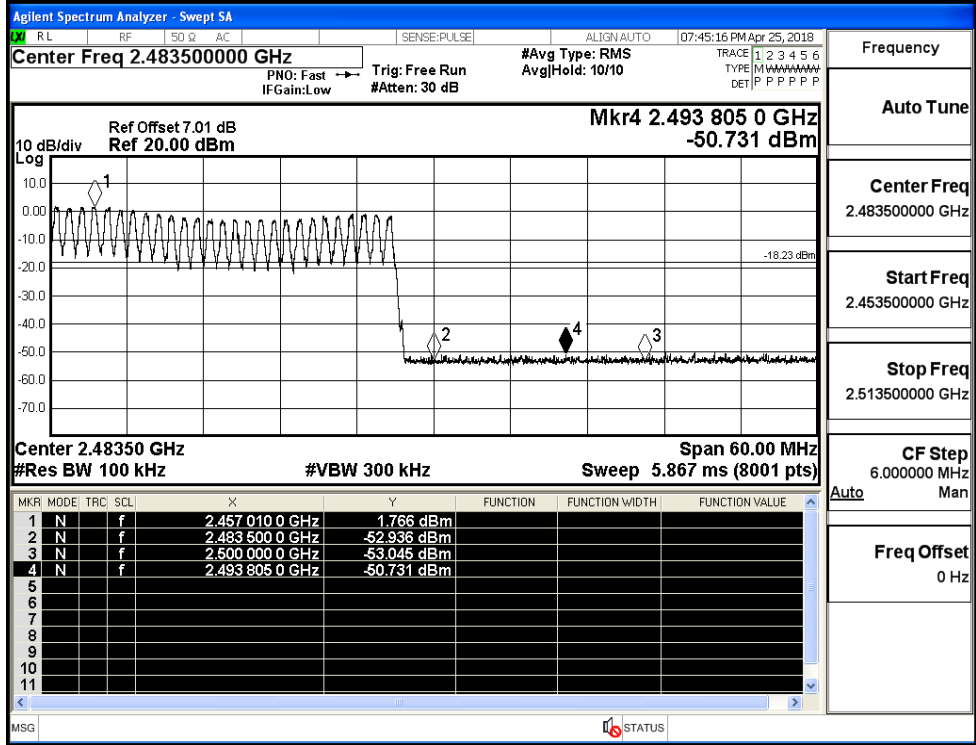 Agilent Spectrum Analyzer - Swept SA
LXI RL RF 50 Ω AC SENSE:PULSE ALIGN AUTO 07:45:16 PM Apr 25, 2018
Center Freq 2.483500000 GHz
PNO: Fast
IFGain:Low
Trig: Free Run
#Atten: 30 dB
#Avg Type: RMS
Avg|Hold: 10/10
TRACE 1 2 3 4 5 6
TYPE M WWWWW
DET P P P P P P
Mkr4 2.493 805 0 GHz
-50.731 dBm
Ref Offset 7.01 dB
10 dB/div Ref 20.00 dBm
Log
10.0
0.00
-10.0
-20.0
-30.0
-40.0
-50.0
-60.0
-70.0
1
-18.23 dBm
2
4
3
Center 2.48350 GHz Span 60.00 MHz
#Res BW 100 kHz #VBW 300 kHz Sweep 5.867 ms (8001 pts)
MKR MODE TRC SCL X Y FUNCTION FUNCTION WIDTH FUNCTION VALUE
1 N f 2.457 010 0 GHz 1.766 dBm
2 N f 2.483 500 0 GHz -52.936 dBm
3 N f 2.500 000 0 GHz -53.045 dBm
4 N f 2.493 805 0 GHz -50.731 dBm
5
6
7
8
9
10
11
MSG STATUS
Frequency
Auto Tune
Center Freq
2.483500000 GHz
Start Freq
2.453500000 GHz
Stop Freq
2.513500000 GHz
CF Step
6.000000 MHz
Auto Man
Freq Offset
0 Hz